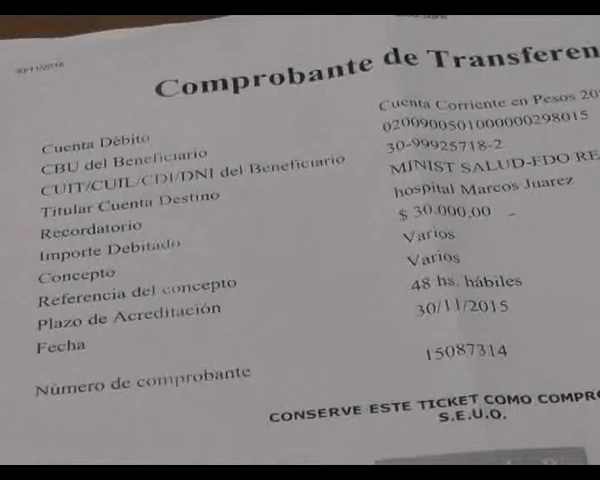 Comprobante de Transferen
Cuenta Débito Cuenta Corriente en Pesos 20
CBU del Beneficiario 0200900501000000298015
CUIT/CUIL/CDI/DNI del Beneficiario 30-99925718-2
Titular Cuenta Destino MINIST SALUD-FDO RE
Recordatorio hospital Marcos Juarez
Importe Debitado $ 30.000,00
Concepto Varios
Referencia del concepto Varios
Plazo de Acreditación 48 hs. hábiles
Fecha 30/11/2015
Número de comprobante 15087314
CONSERVE ESTE TICKET COMO COMPR
S.E.U.O.